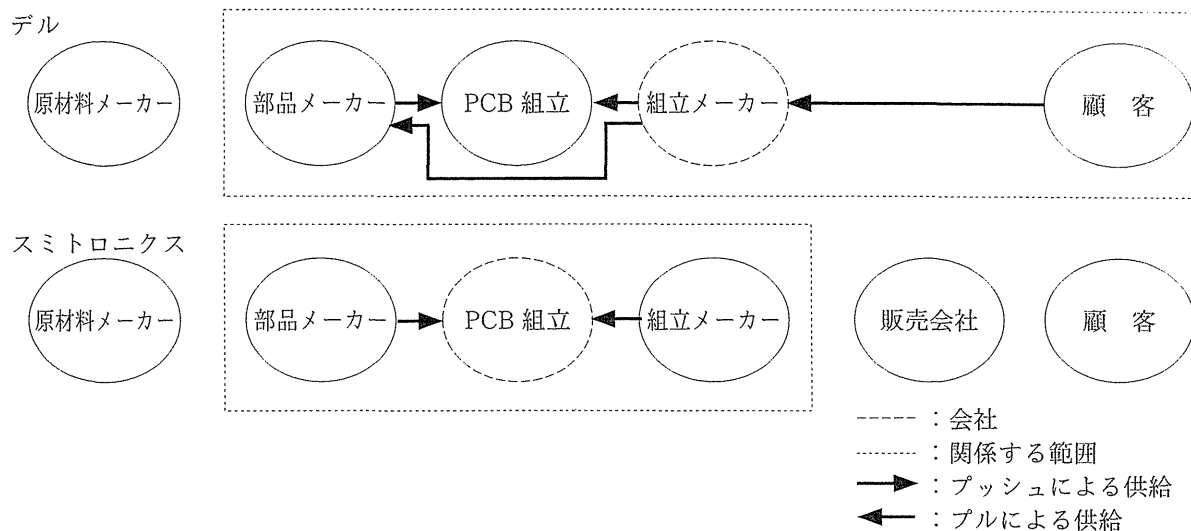 デル
原材料メーカー 部品メーカー PCB 組立 組立メーカー 顧 客
スミトロニクス
原材料メーカー 部品メーカー PCB 組立 組立メーカー 販売会社 顧 客
：会社
：関係する範囲
：プッシュによる供給
：プルによる供給